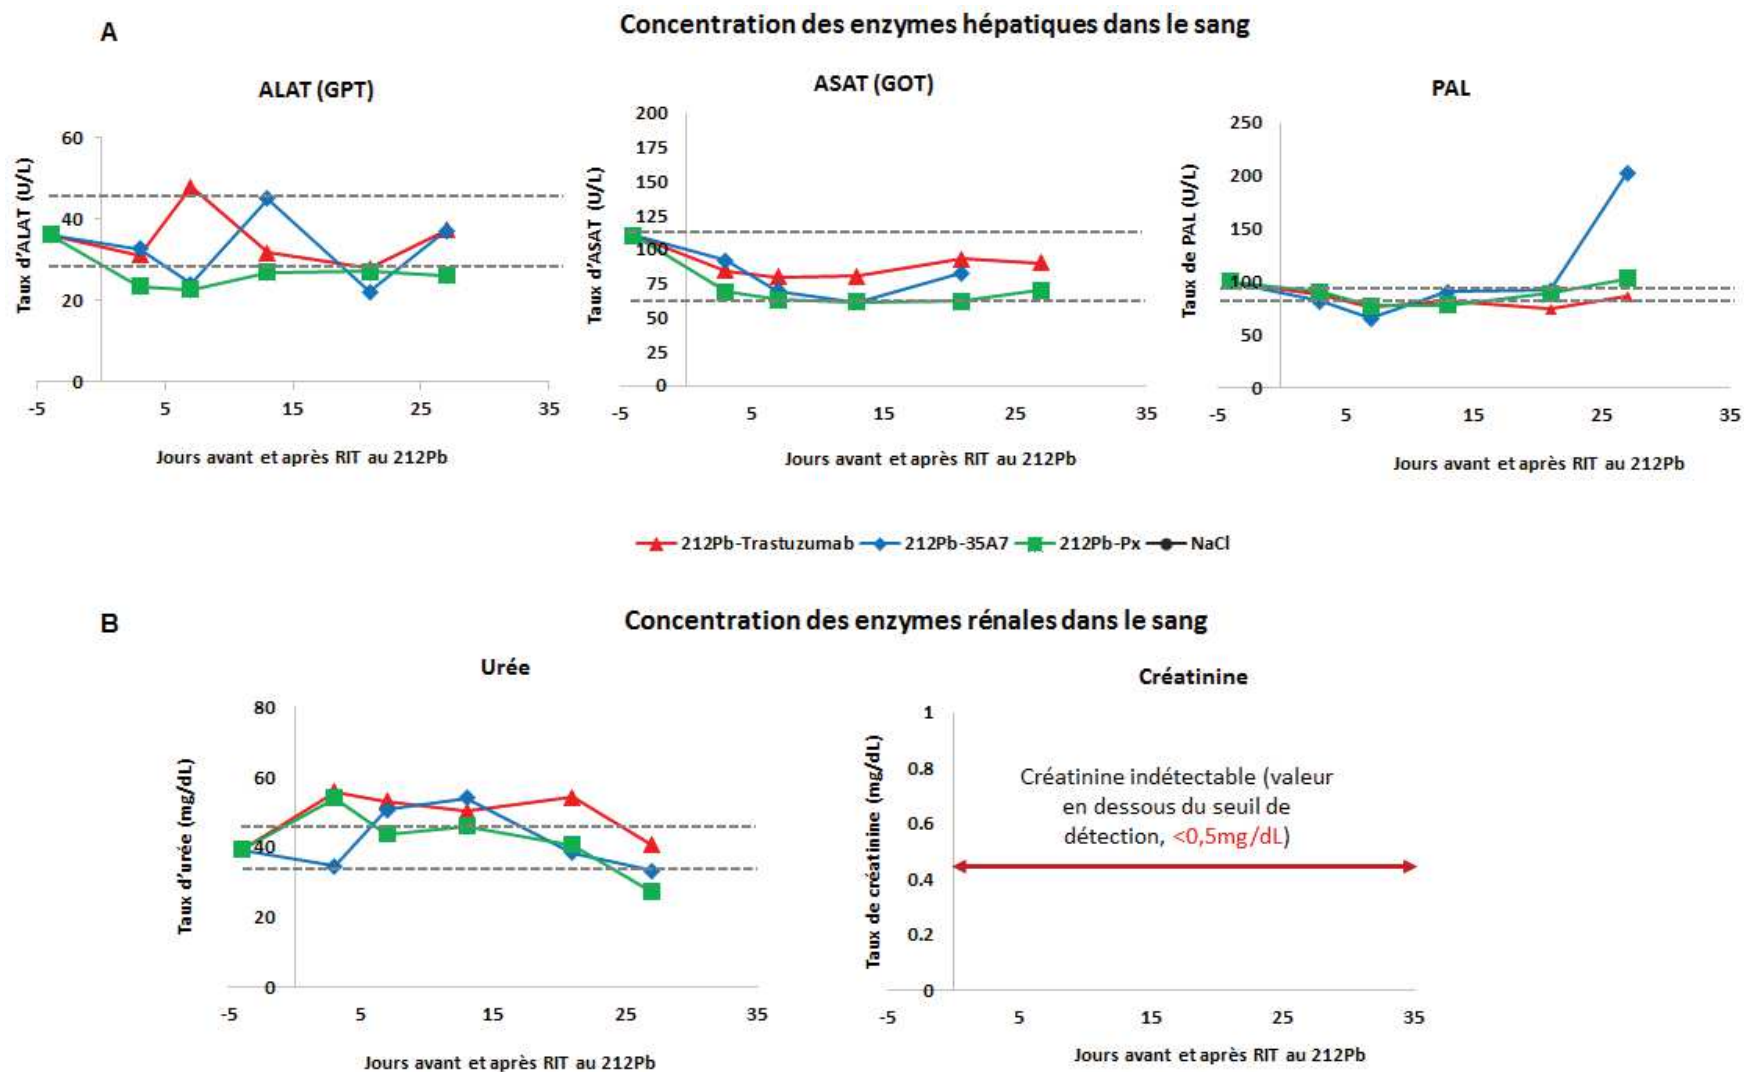 A
Concentration des enzymes hépatiques dans le sang
ALAT (GPT)
Taux d'ALAT (U/L)
60
40
20
0
-5 5 15 25 35
Jours avant et après RIT au 212Pb
ASAT (GOT)
Taux d'ASAT (U/L)
200
175
150
125
100
75
50
25
0
-5 5 15 25 35
Jours avant et après RIT au 212Pb
PAL
Taux de PAL (U/L)
250
200
150
100
50
0
-5 5 15 25 35
Jours avant et après RIT au 212Pb
212Pb-Trastuzumab 212Pb-35A7 212Pb-Px NaCl
B
Concentration des enzymes rénales dans le sang
Urée
Taux d'urée (mg/dL)
80
60
40
20
0
-5 5 15 25 35
Jours avant et après RIT au 212Pb
Créatinine
Taux de créatinine (mg/dL)
1
0.8
0.6
0.4
0.2
0
Créatinine indétectable (valeur
en dessous du seuil de
détection, <0,5mg/dL)
-5 5 15 25 35
Jours avant et après RIT au 212Pb